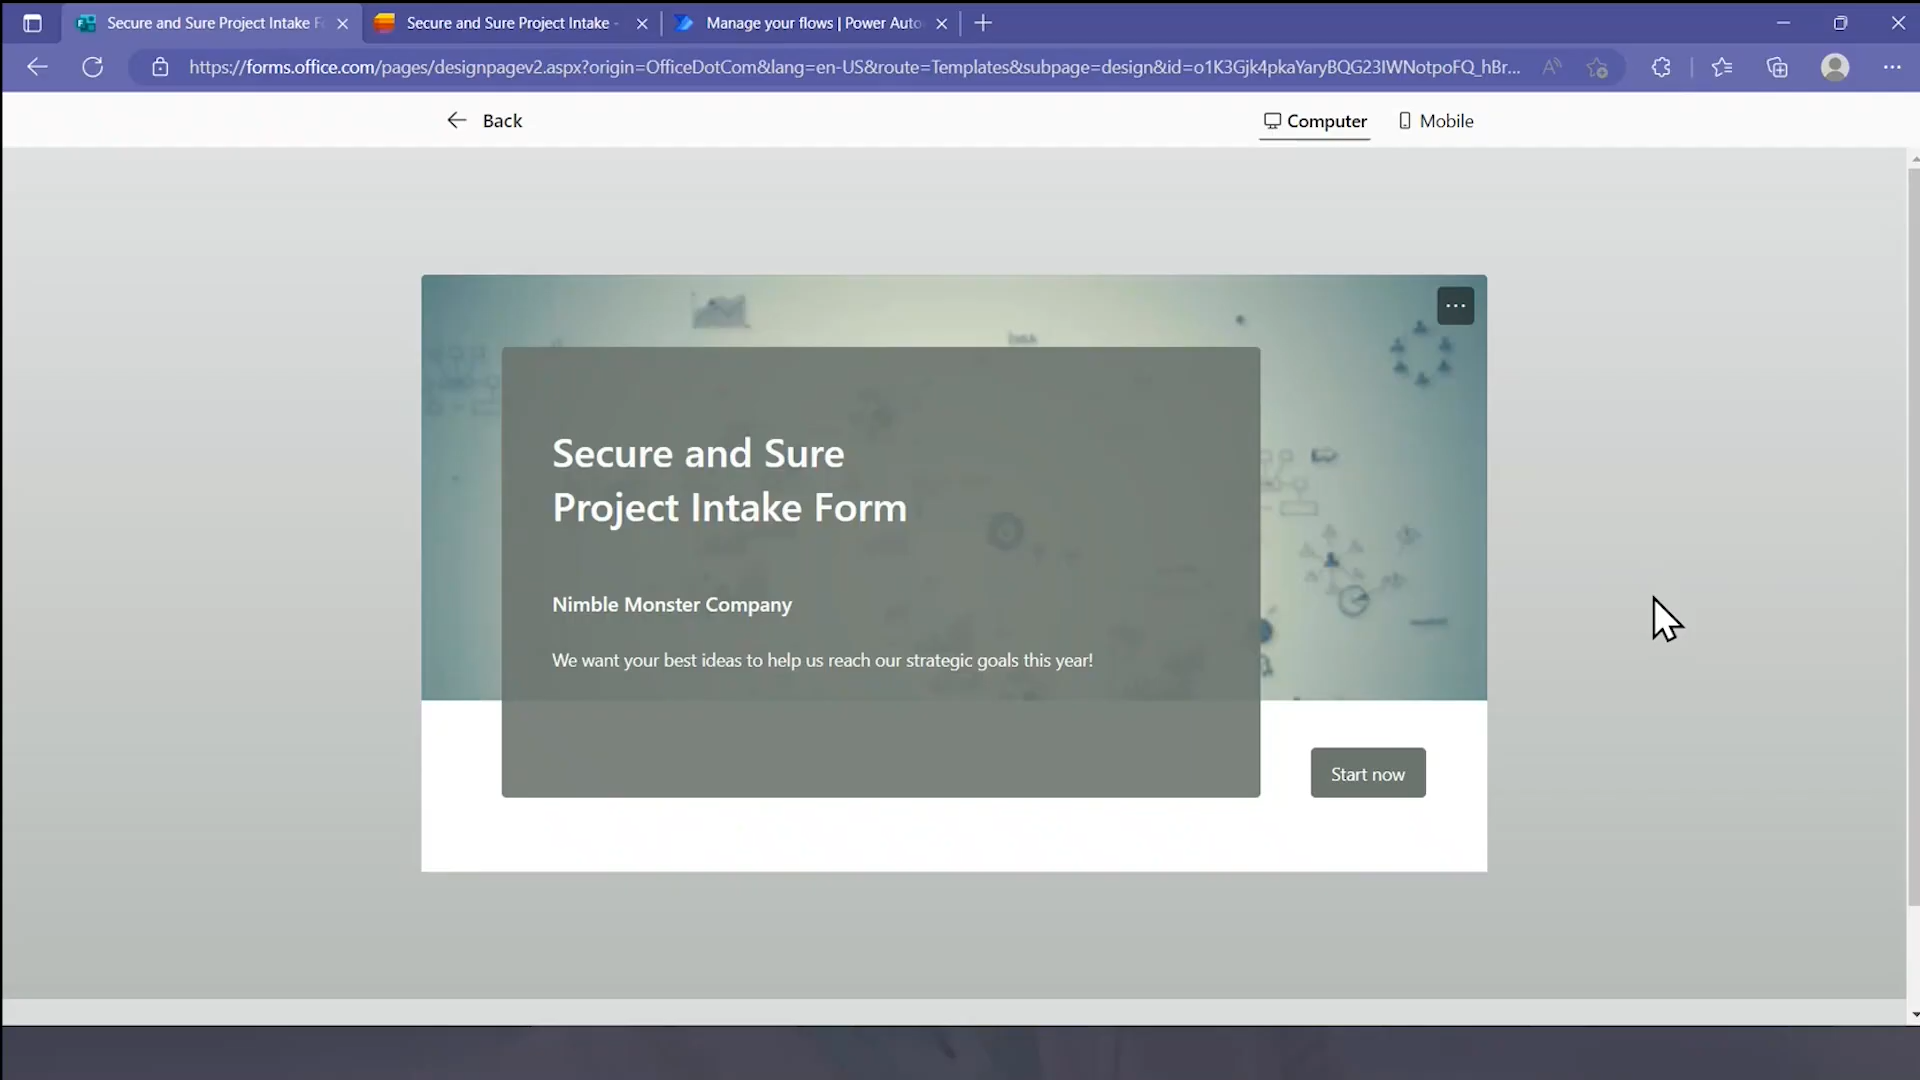 Secure and Sure Project Intake F
Secure and Sure Project Intake -
Manage your flows | Power Auto
https://forms.office.com/pages/designpagev2.aspx?origin=OfficeDotCom&lang=en-US&route=Templates&subpage=design&id=o1K3Gjk4pkaYaryBQG23IWNotpoFQ_hBr...
Back
Computer
Mobile
Secure and Sure
Project Intake Form
Nimble Monster Company
We want your best ideas to help us reach our strategic goals this year!
Start now